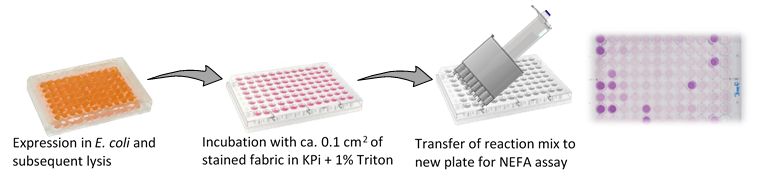 Expression in E. coli and
subsequent lysis
Incubation with ca. 0.1 cm² of
stained fabric in KPi + 1% Triton
Transfer of reaction mix to
new plate for NEFA assay